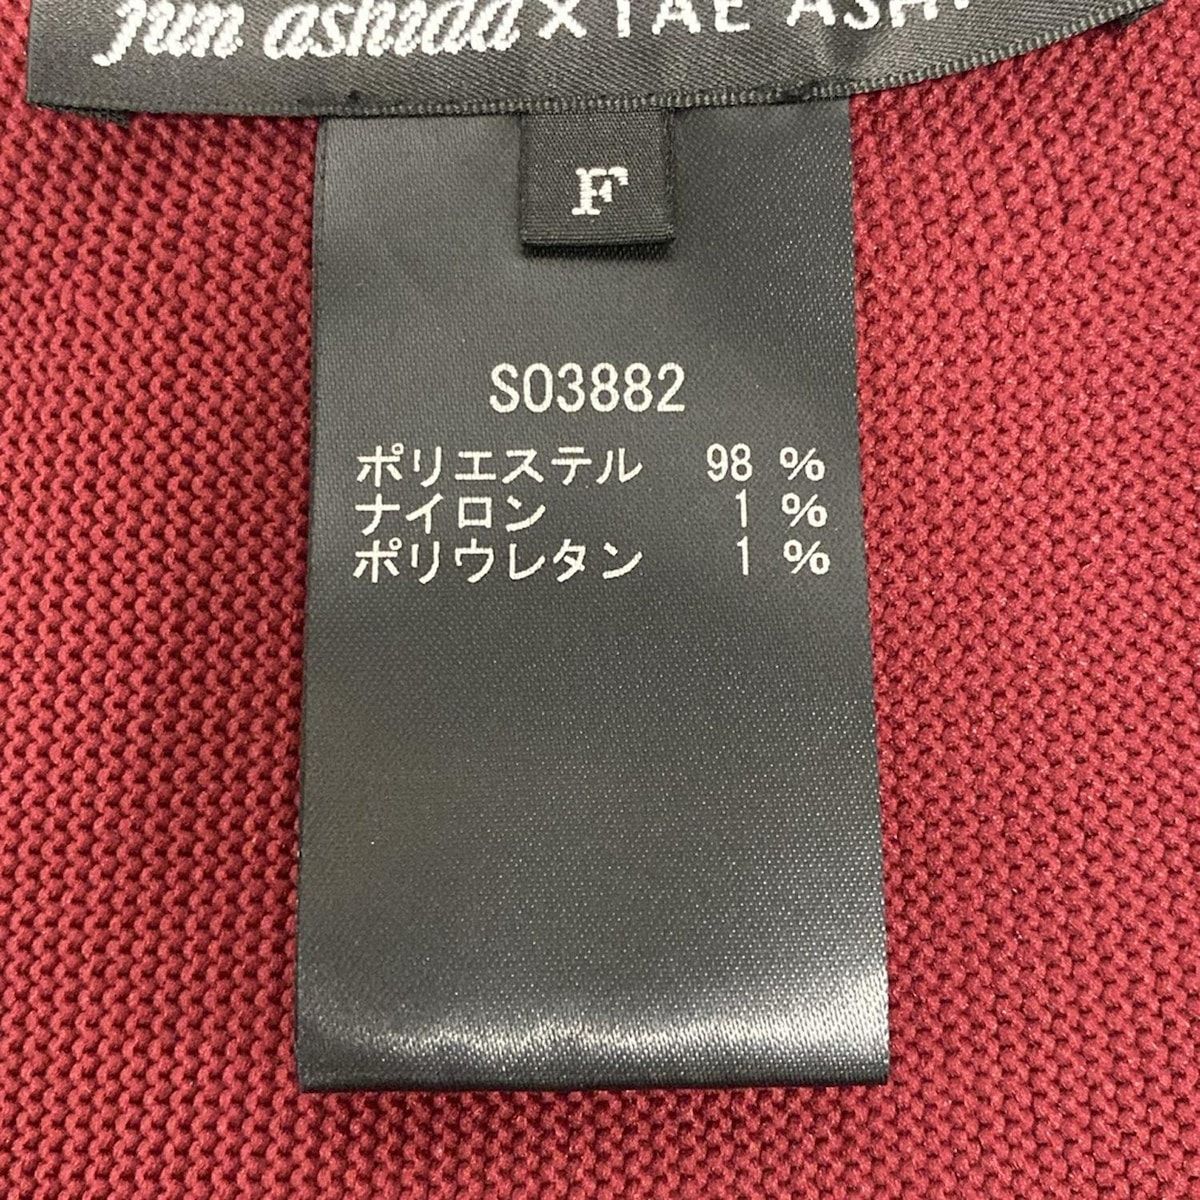 jun ashida × TAE ASHI
F
S03882
ポリエステル 98 %
ナイロン 1 %
ポリウレタン 1 %